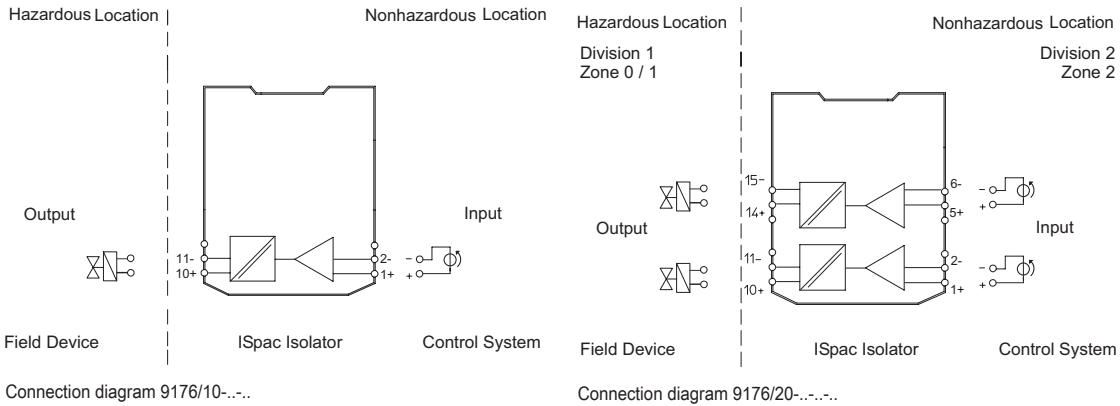 Hazardous Location
Nonhazardous Location
Output
Input
11-
10+
2-
1+
-
+
Field Device
ISpac Isolator
Control System
Connection diagram 9176/10-..-..
Hazardous Location
Nonhazardous Location
Division 1
Zone 0 / 1
Division 2
Zone 2
15-
14+
6-
5+
-
+
Output
Input
11-
10+
2-
1+
-
+
Field Device
ISpac Isolator
Control System
Connection diagram 9176/20-..-..-..